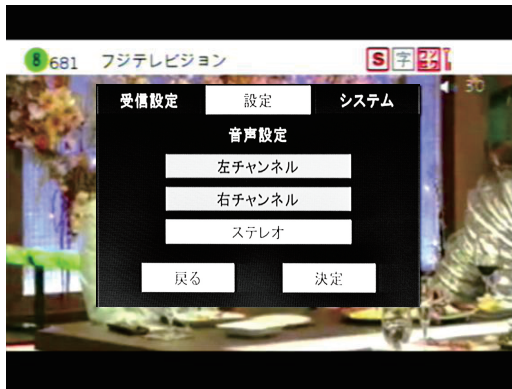 8 681 フジテレビジョン S 字
30
受信設定 設定 システム
音声設定
左チャンネル
右チャンネル
ステレオ
戻る 決定